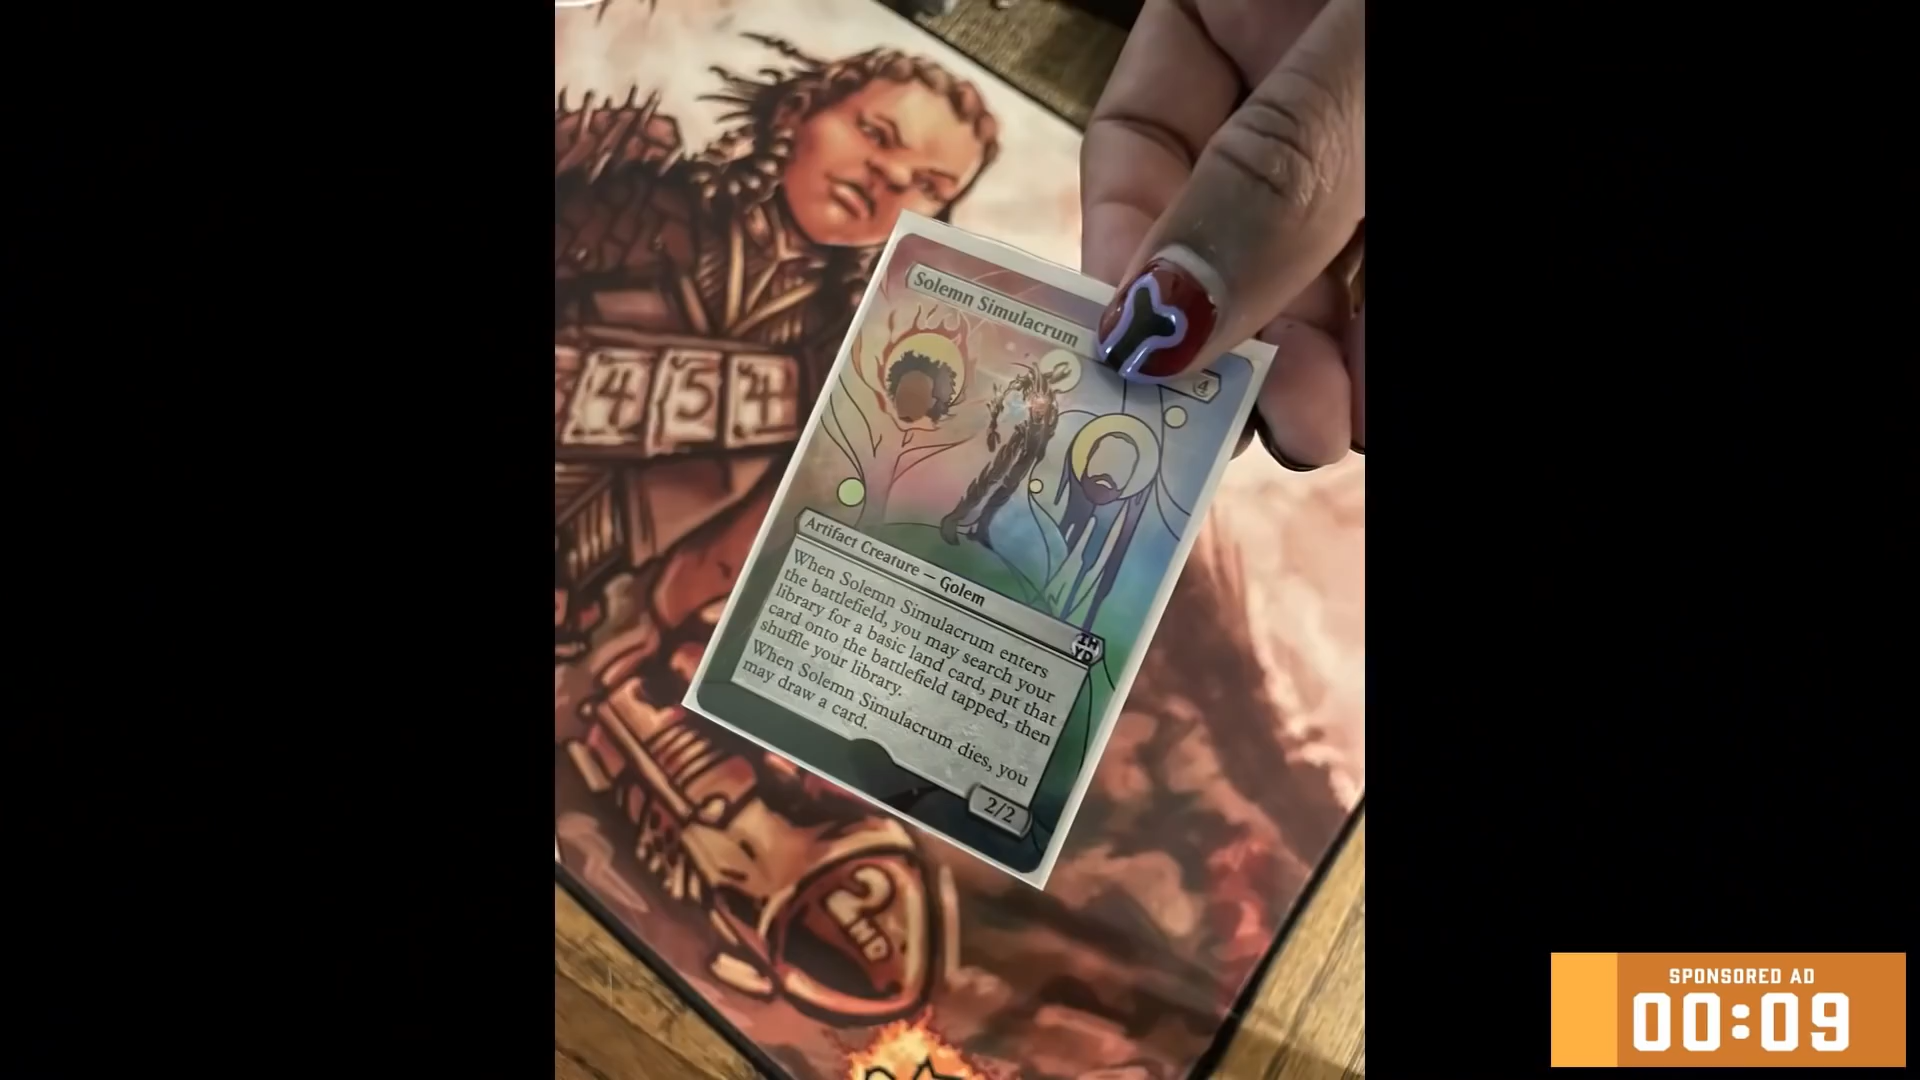 Solemn Simulacrum
4
4 5 4
Artifact Creature – Golem
IH
YD
When Solemn Simulacrum enters
the battlefield, you may search your
library for a basic land card, put that
card onto the battlefield tapped, then
shuffle your library.
When Solemn Simulacrum dies, you
may draw a card.
2/2
2ND
SPONSORED AD
00:09